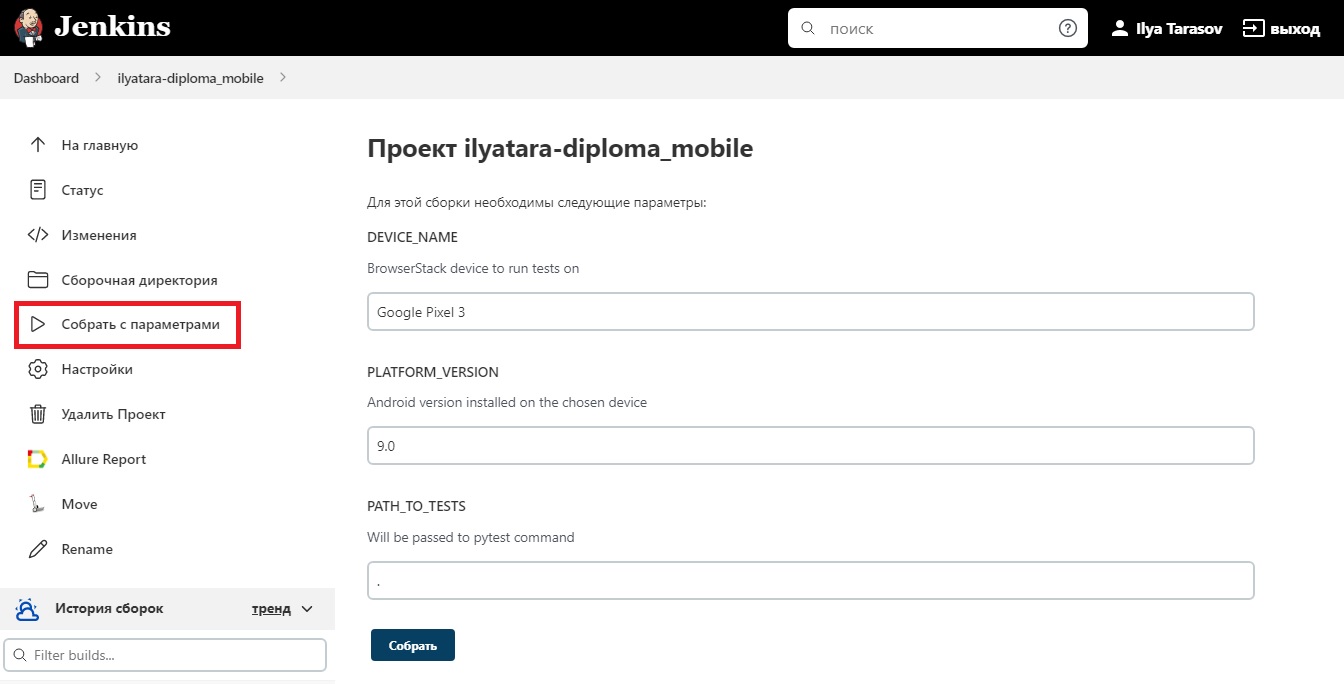 Jenkins
поиск
Ilya Tarasov
выход
Dashboard
ilyatara-diploma_mobile
На главную
Статус
Изменения
Сборочная директория
Собрать с параметрами
Настройки
Удалить Проект
Allure Report
Move
Rename
История сборок
тренд
Filter builds...
Проект ilyatara-diploma_mobile
Для этой сборки необходимы следующие параметры:
DEVICE_NAME
BrowserStack device to run tests on
Google Pixel 3
PLATFORM_VERSION
Android version installed on the chosen device
9.0
PATH_TO_TESTS
Will be passed to pytest command
.
Собрать